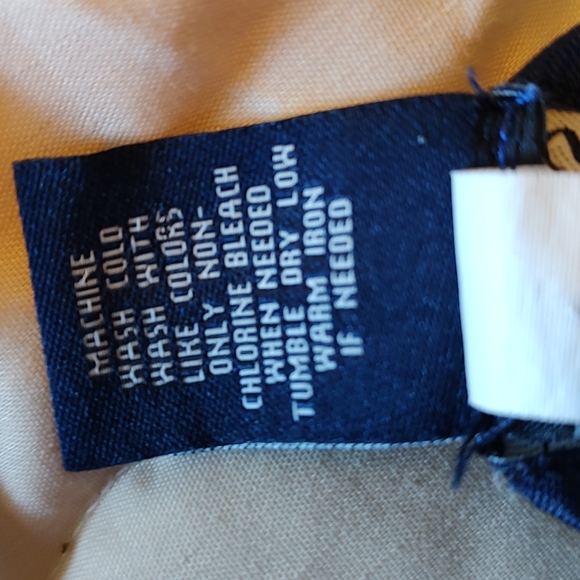 MACHINE
WASH COLD
WASH WITH
LIKE COLORS
ONLY NON-
CHLORINE BLEACH
WHEN NEEDED
TUMBLE DRY LOW
WARM IRON
IF NEEDED